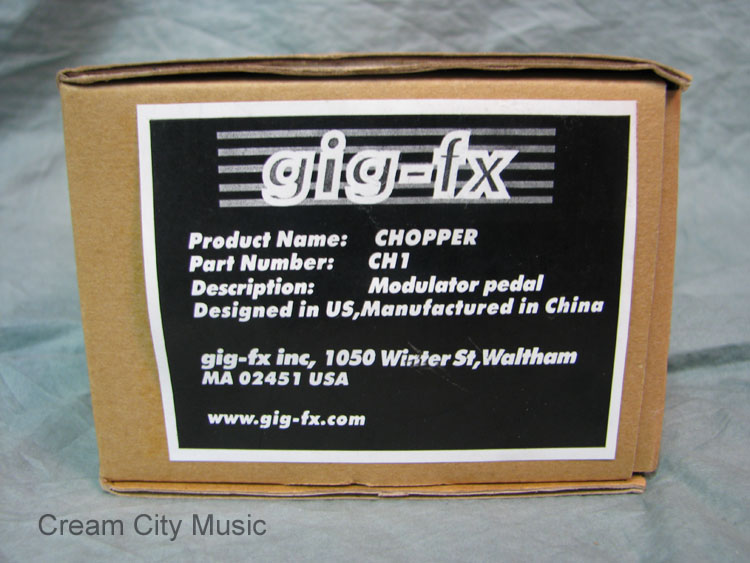 gig-fx
Product Name: CHOPPER
Part Number: CH1
Description: Modulator pedal
Designed in US,Manufactured in China
gig-fx inc, 1050 Winter St,Waltham
MA 02451 USA
www.gig-fx.com
Cream City Music